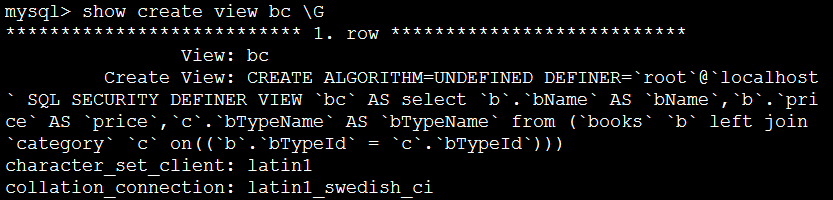 mysql> show create view bc \G
*************************** 1. row ***************************
View: bc
Create View: CREATE ALGORITHM=UNDEFINED DEFINER=`root`@`localhost
` SQL SECURITY DEFINER VIEW `bc` AS select `b`.`bName` AS `bName`,`b`.`pri
ce` AS `price`,`c`.`bTypeName` AS `bTypeName` from (`books` `b` left join
`category` `c` on((`b`.`bTypeId` = `c`.`bTypeId`)))
character_set_client: latin1
collation_connection: latin1_swedish_ci